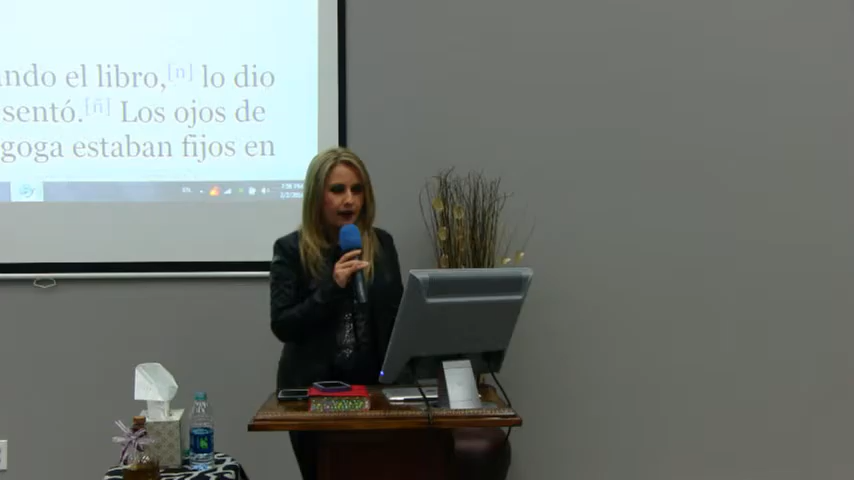 ando el libro,[n] lo dio
sentó.[ñ] Los ojos de
goga estaban fijos en